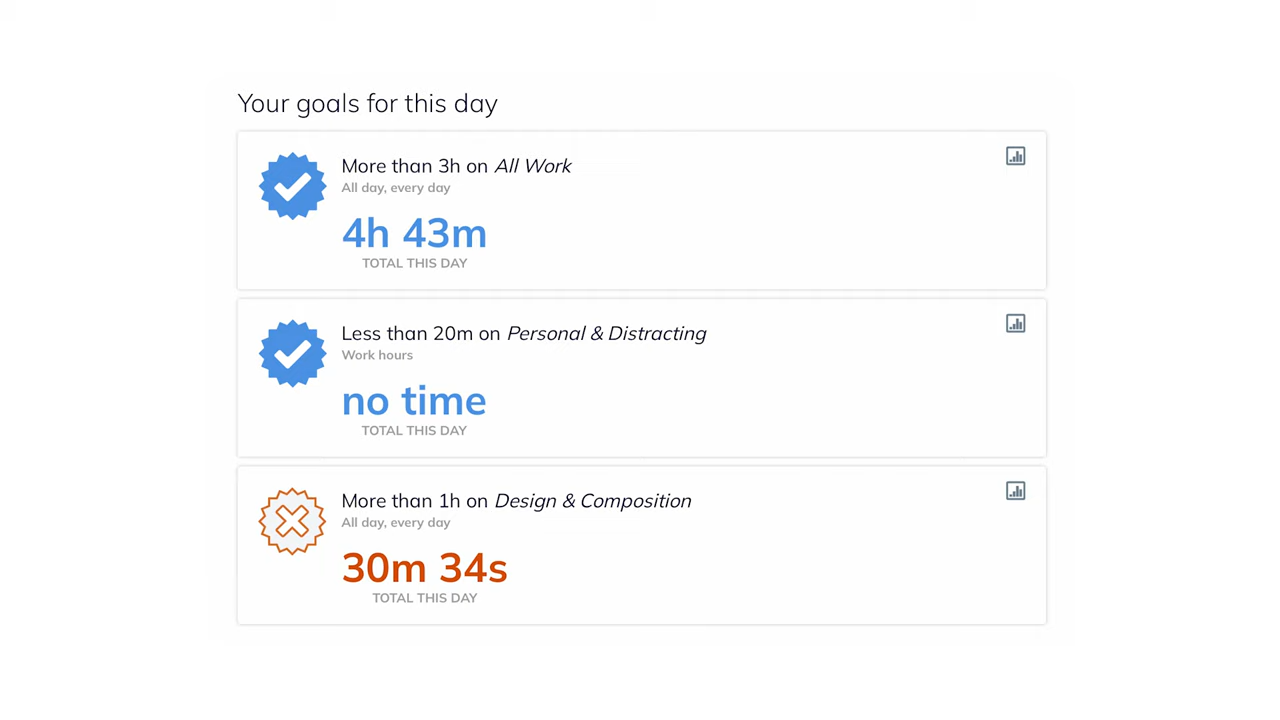 Your goals for this day
More than 3h on All Work
All day, every day
4h 43m
TOTAL THIS DAY
Less than 20m on Personal & Distracting
Work hours
no time
TOTAL THIS DAY
More than 1h on Design & Composition
All day, every day
30m 34s
TOTAL THIS DAY